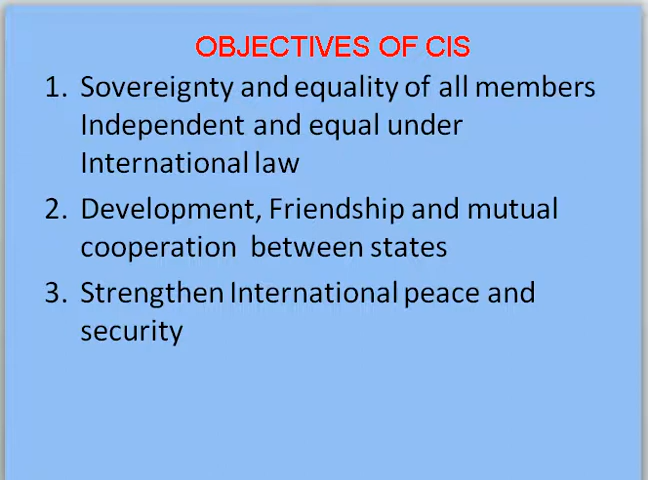 OBJECTIVES OF CIS
1. Sovereignty and equality of all members
Independent and equal under
International law
2. Development, Friendship and mutual
cooperation between states
3. Strengthen International peace and
security